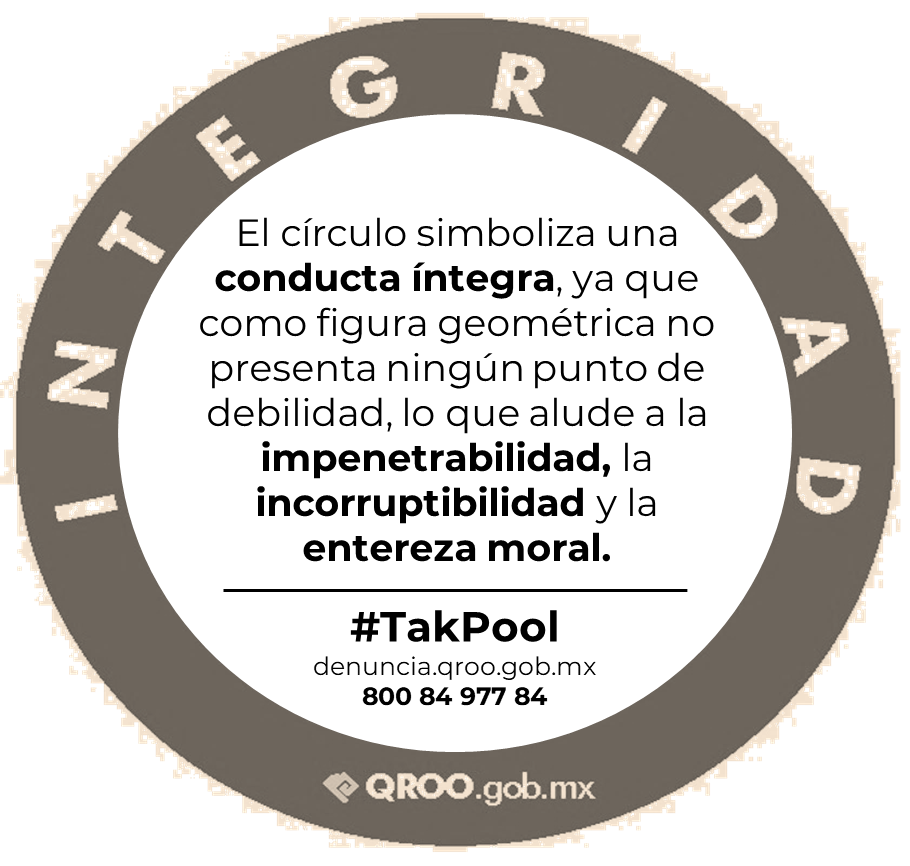 INTEGRIDAD
El círculo simboliza una
conducta íntegra, ya que
como figura geométrica no
presenta ningún punto de
debilidad, lo que alude a la
impenetrabilidad, la
incorruptibilidad y la
entereza moral.
#TakPool
denuncia.qroo.gob.mx
800 84 977 84
QROO.gob.mx